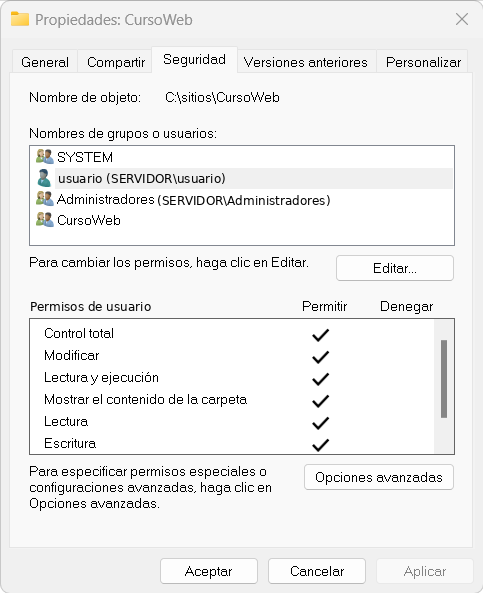 Propiedades: CursoWeb
General Compartir Seguridad Versiones anteriores Personalizar
Nombre de objeto: C:\sitios\CursoWeb
Nombres de grupos o usuarios:
SYSTEM
usuario (SERVIDOR\usuario)
Administradores (SERVIDOR\Administradores)
CursoWeb
Para cambiar los permisos, haga clic en Editar.
Editar...
Permisos de usuario Permitir Denegar
Control total
Modificar
Lectura y ejecución
Mostrar el contenido de la carpeta
Lectura
Escritura
Para especificar permisos especiales o
configuraciones avanzadas, haga clic en
Opciones avanzadas.
Opciones avanzadas
Aceptar Cancelar Aplicar